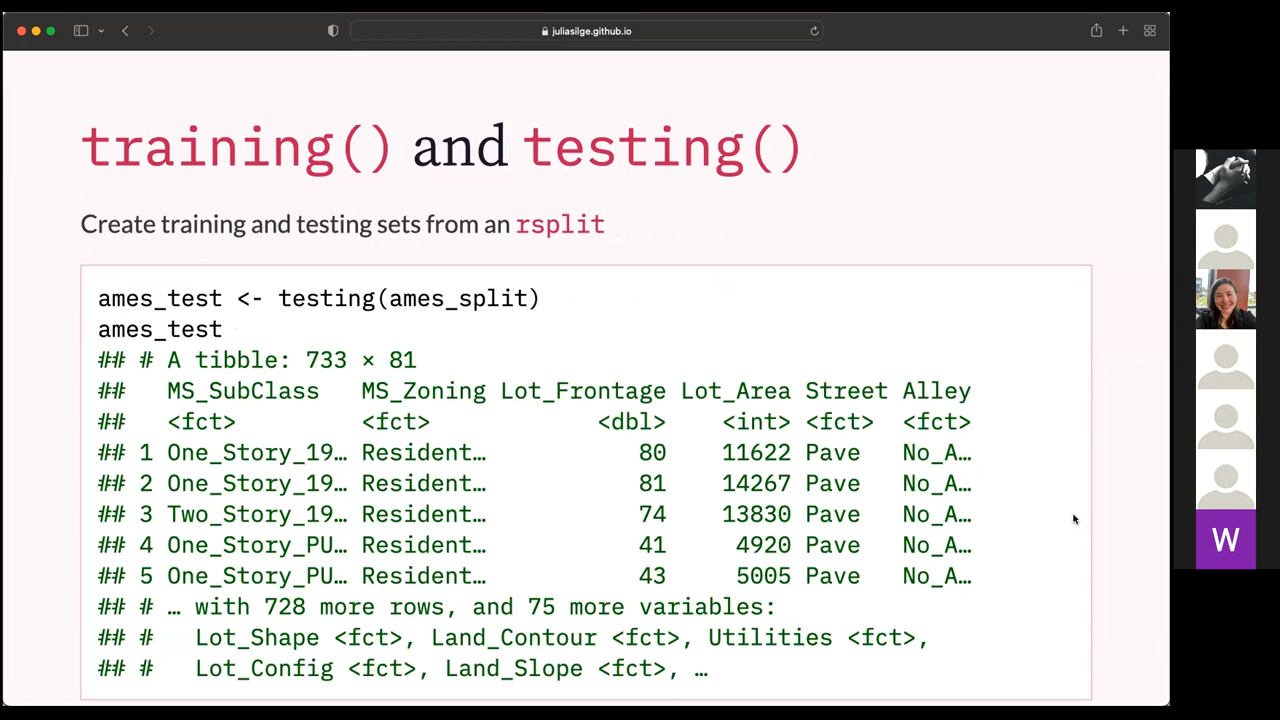 juliasilge.github.io
training() and testing()
Create training and testing sets from an rsplit
ames_test <- testing(ames_split)
ames_test
## # A tibble: 733 × 81
##   MS_SubClass   MS_Zoning Lot_Frontage Lot_Area Street Alley
##   <fct>         <fct>            <dbl>    <int> <fct>  <fct>
## 1 One_Story_19… Resident…           80    11622 Pave   No_A…
## 2 One_Story_19… Resident…           81    14267 Pave   No_A…
## 3 Two_Story_19… Resident…           74    13830 Pave   No_A…
## 4 One_Story_PU… Resident…           41     4920 Pave   No_A…
## 5 One_Story_PU… Resident…           43     5005 Pave   No_A…
## # … with 728 more rows, and 75 more variables:
## #   Lot_Shape <fct>, Land_Contour <fct>, Utilities <fct>,
## #   Lot_Config <fct>, Land_Slope <fct>, …
W